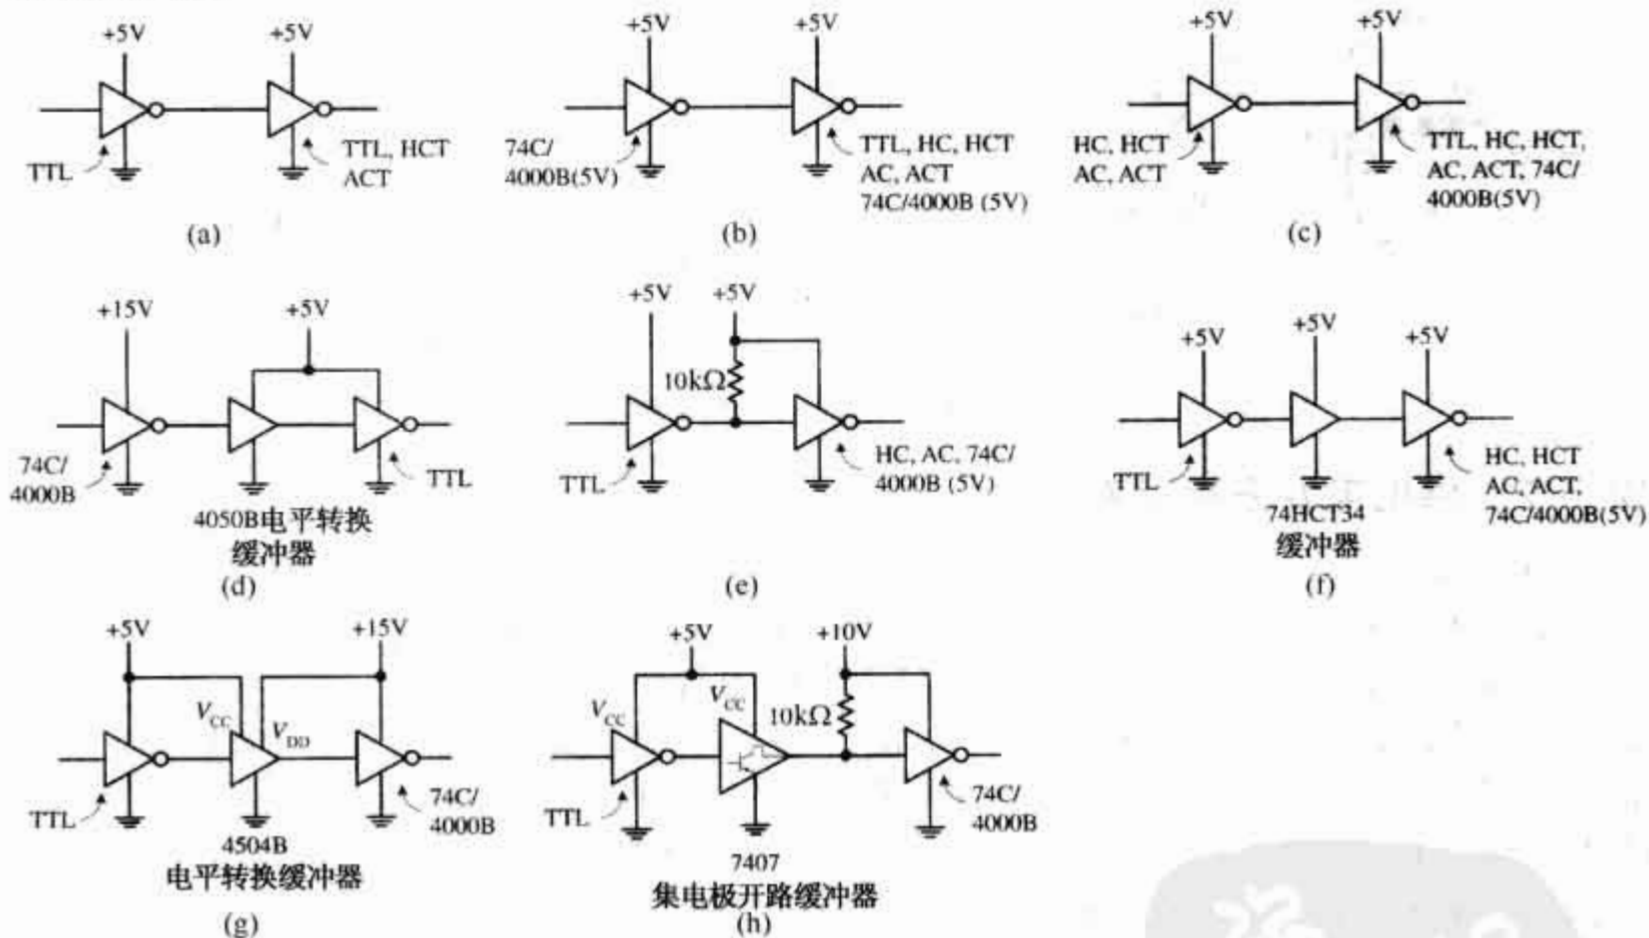 +5V
+5V
TTL
TTL, HCT
ACT
(a)
+5V
+5V
74C/
4000B(5V)
TTL, HC, HCT
AC, ACT
74C/4000B (5V)
(b)
+5V
+5V
HC, HCT
AC, ACT
TTL, HC, HCT,
AC, ACT, 74C/
4000B(5V)
(c)
+15V
+5V
74C/
4000B
TTL
4050B电平转换
缓冲器
(d)
+5V
+5V
10kΩ
TTL
HC, AC, 74C/
4000B (5V)
(e)
+5V
+5V
+5V
TTL
74HCT34
缓冲器
HC, HCT
AC, ACT,
74C/4000B(5V)
(f)
+5V
+15V
VCC
VDD
TTL
74C/
4000B
4504B
电平转换缓冲器
(g)
+5V
+10V
VCC
VCC
10kΩ
TTL
74C/
4000B
7407
集电极开路缓冲器
(h)